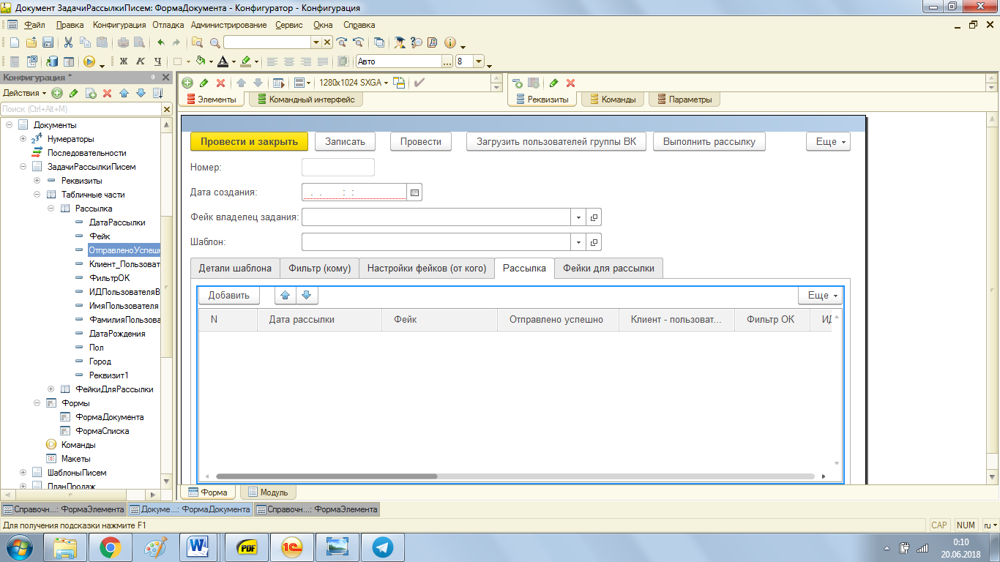 Документ ЗадачиРассылкиПисем: ФормаДокумента - Конфигуратор - Конфигурация
Файл Правка Конфигурация Отладка Администрирование Сервис Окна Справка
Ж К Ч Авто 8
Конфигурация *
Действия
1280x1024 SXGA
Элементы Командный интерфейс Реквизиты Команды Параметры
Поиск (Ctrl+Alt+M)
Документы
Нумераторы
Последовательности
ЗадачиРассылкиПисем
Реквизиты
Табличные части
Рассылка
ДатаРассылки
Фейк
ОтправленоУспешн
Клиент_Пользоват
ФильтрОК
ИДПользователяВ
ИмяПользователя
ФамилияПользова
ДатаРождения
Пол
Город
Реквизит1
ФейкиДляРассылки
Формы
ФормаДокумента
ФормаСписка
Команды
Макеты
ШаблоныПисем
ПланПродаж
Провести и закрыть Записать Провести Загрузить пользователей группы ВК Выполнить рассылку Еще
Номер:
Дата создания: . . : :
Фейк владелец задания:
Шаблон:
Детали шаблона Фильтр (кому) Настройки фейков (от кого) Рассылка Фейки для рассылки
Добавить Еще
N Дата рассылки Фейк Отправлено успешно Клиент - пользоват... Фильтр ОК ИД
Форма Модуль
Справочн...: ФормаЭлемента Докуме...: ФормаДокумента Справочн...: ФормаЭлемента
Для получения подсказки нажмите F1 CAP NUM ru
W PDF 1С
0:10
20.06.2018